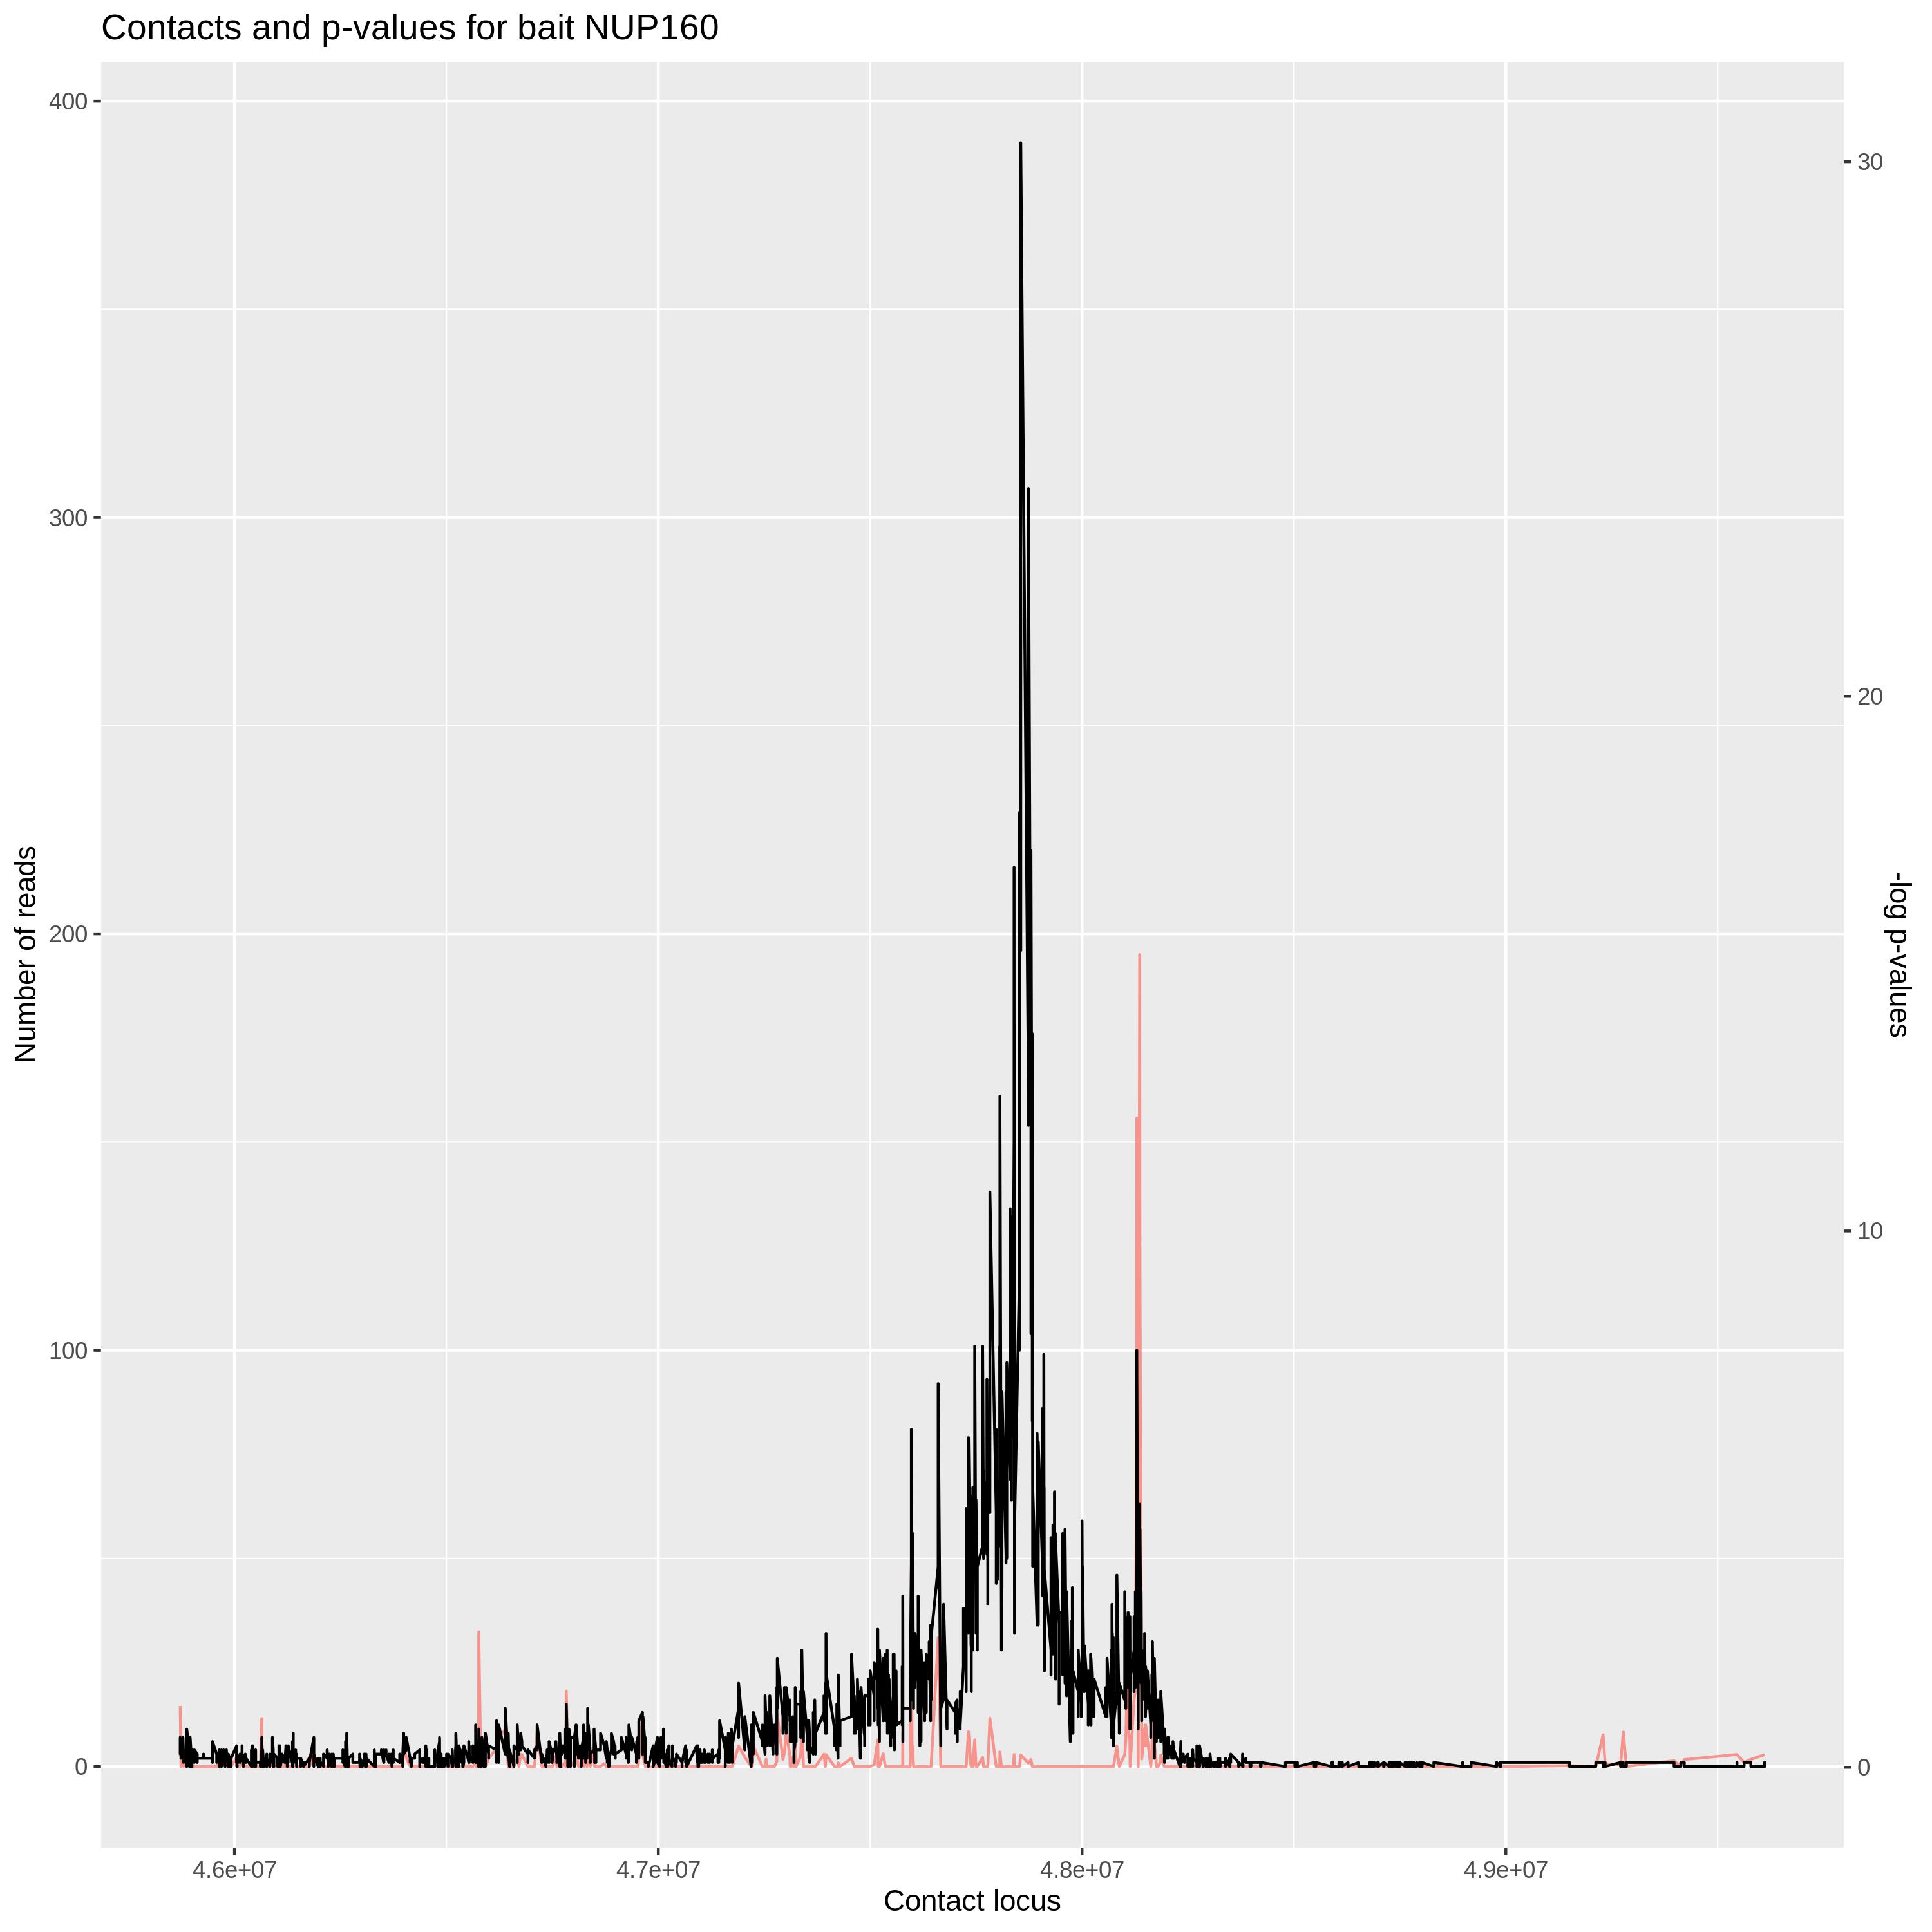 Contacts and p-values for bait NUP160
400
300
200
100
0
30
20
10
0
Number of reads
-log p-values
4.6e+07
4.7e+07
4.8e+07
4.9e+07
Contact locus